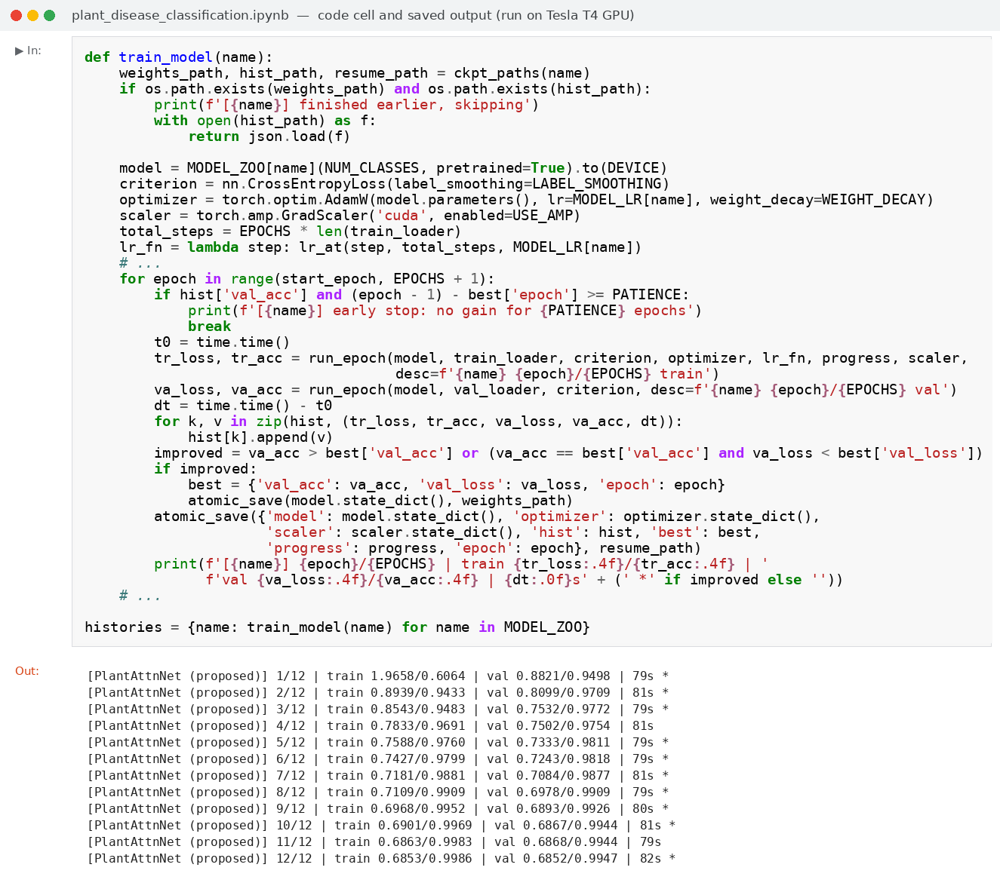 plant_disease_classification.ipynb — code cell and saved output (run on Tesla T4 GPU)
▶ In:
def train_model(name):
    weights_path, hist_path, resume_path = ckpt_paths(name)
    if os.path.exists(weights_path) and os.path.exists(hist_path):
        print(f'[{name}] finished earlier, skipping')
        with open(hist_path) as f:
            return json.load(f)

    model = MODEL_ZOO[name](NUM_CLASSES, pretrained=True).to(DEVICE)
    criterion = nn.CrossEntropyLoss(label_smoothing=LABEL_SMOOTHING)
    optimizer = torch.optim.AdamW(model.parameters(), lr=MODEL_LR[name], weight_decay=WEIGHT_DECAY)
    scaler = torch.amp.GradScaler('cuda', enabled=USE_AMP)
    total_steps = EPOCHS * len(train_loader)
    lr_fn = lambda step: lr_at(step, total_steps, MODEL_LR[name])
    # ...
    for epoch in range(start_epoch, EPOCHS + 1):
        if hist['val_acc'] and (epoch - 1) - best['epoch'] >= PATIENCE:
            print(f'[{name}] early stop: no gain for {PATIENCE} epochs')
            break
        t0 = time.time()
        tr_loss, tr_acc = run_epoch(model, train_loader, criterion, optimizer, lr_fn, progress, scaler,
                                    desc=f'{name} {epoch}/{EPOCHS} train')
        va_loss, va_acc = run_epoch(model, val_loader, criterion, desc=f'{name} {epoch}/{EPOCHS} val')
        dt = time.time() - t0
        for k, v in zip(hist, (tr_loss, tr_acc, va_loss, va_acc, dt)):
            hist[k].append(v)
        improved = va_acc > best['val_acc'] or (va_acc == best['val_acc'] and va_loss < best['val_loss'])
        if improved:
            best = {'val_acc': va_acc, 'val_loss': va_loss, 'epoch': epoch}
            atomic_save(model.state_dict(), weights_path)
        atomic_save({'model': model.state_dict(), 'optimizer': optimizer.state_dict(),
                     'scaler': scaler.state_dict(), 'hist': hist, 'best': best,
                     'progress': progress, 'epoch': epoch}, resume_path)
        print(f'[{name}] {epoch}/{EPOCHS} | train {tr_loss:.4f}/{tr_acc:.4f} | '
              f'val {va_loss:.4f}/{va_acc:.4f} | {dt:.0f}s' + (' *' if improved else ''))
    # ...

histories = {name: train_model(name) for name in MODEL_ZOO}
Out:
[PlantAttnNet (proposed)] 1/12 | train 1.9658/0.6064 | val 0.8821/0.9498 | 79s *
[PlantAttnNet (proposed)] 2/12 | train 0.8939/0.9433 | val 0.8099/0.9709 | 81s *
[PlantAttnNet (proposed)] 3/12 | train 0.8543/0.9483 | val 0.7532/0.9772 | 79s *
[PlantAttnNet (proposed)] 4/12 | train 0.7833/0.9691 | val 0.7502/0.9754 | 81s
[PlantAttnNet (proposed)] 5/12 | train 0.7588/0.9760 | val 0.7333/0.9811 | 79s *
[PlantAttnNet (proposed)] 6/12 | train 0.7427/0.9799 | val 0.7243/0.9818 | 79s *
[PlantAttnNet (proposed)] 7/12 | train 0.7181/0.9881 | val 0.7084/0.9877 | 81s *
[PlantAttnNet (proposed)] 8/12 | train 0.7109/0.9909 | val 0.6978/0.9909 | 79s *
[PlantAttnNet (proposed)] 9/12 | train 0.6968/0.9952 | val 0.6893/0.9926 | 80s *
[PlantAttnNet (proposed)] 10/12 | train 0.6901/0.9969 | val 0.6867/0.9944 | 81s *
[PlantAttnNet (proposed)] 11/12 | train 0.6863/0.9983 | val 0.6868/0.9944 | 79s
[PlantAttnNet (proposed)] 12/12 | train 0.6853/0.9986 | val 0.6852/0.9947 | 82s *